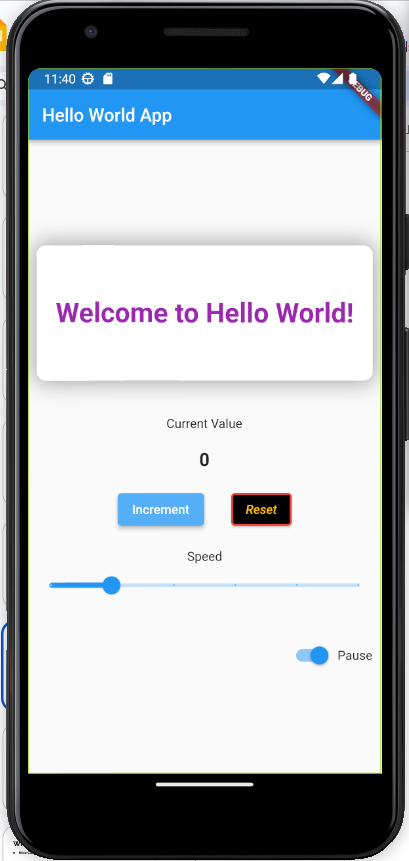 11:40
DEBUG
Hello World App
Welcome to Hello World!
Current Value
0
Increment
Reset
Speed
Pause